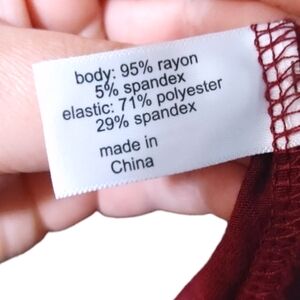 body: 95% rayon
5% spandex
elastic: 71% polyester
29% spandex
made in
China